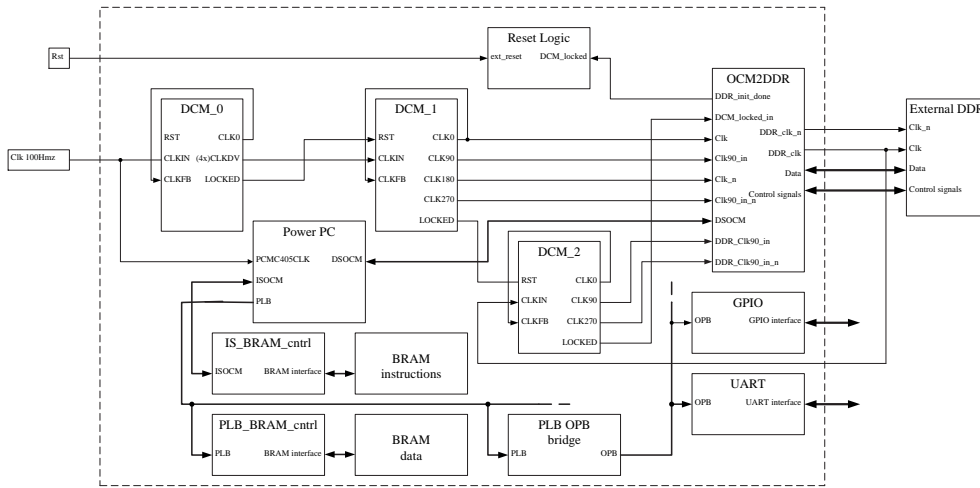 Rst
Clk 100Hmz
Reset Logic
ext_reset
DCM_locked
DCM_0
RST
CLK0
CLKIN
(4x)CLKDV
CLKFB
LOCKED
DCM_1
RST
CLK0
CLKIN
CLK90
CLKFB
CLK180
CLK270
LOCKED
OCM2DDR
DDR_init_done
DCM_locked_in
DDR_clk_n
Clk
DDR_clk
Clk90_in
Data
Clk_n
Control signals
Clk90_in_n
DSOCM
DDR_Clk90_in
DDR_Clk90_in_n
External DDR
Clk_n
Clk
Data
Control signals
Power PC
PCMC405CLK
DSOCM
ISOCM
PLB
DCM_2
RST
CLK0
CLKIN
CLK90
CLKFB
CLK270
LOCKED
GPIO
OPB
GPIO interface
IS_BRAM_cntrl
ISOCM
BRAM interface
BRAM
instructions
UART
OPB
UART interface
PLB_BRAM_cntrl
PLB
BRAM interface
BRAM
data
PLB OPB
bridge
PLB
OPB